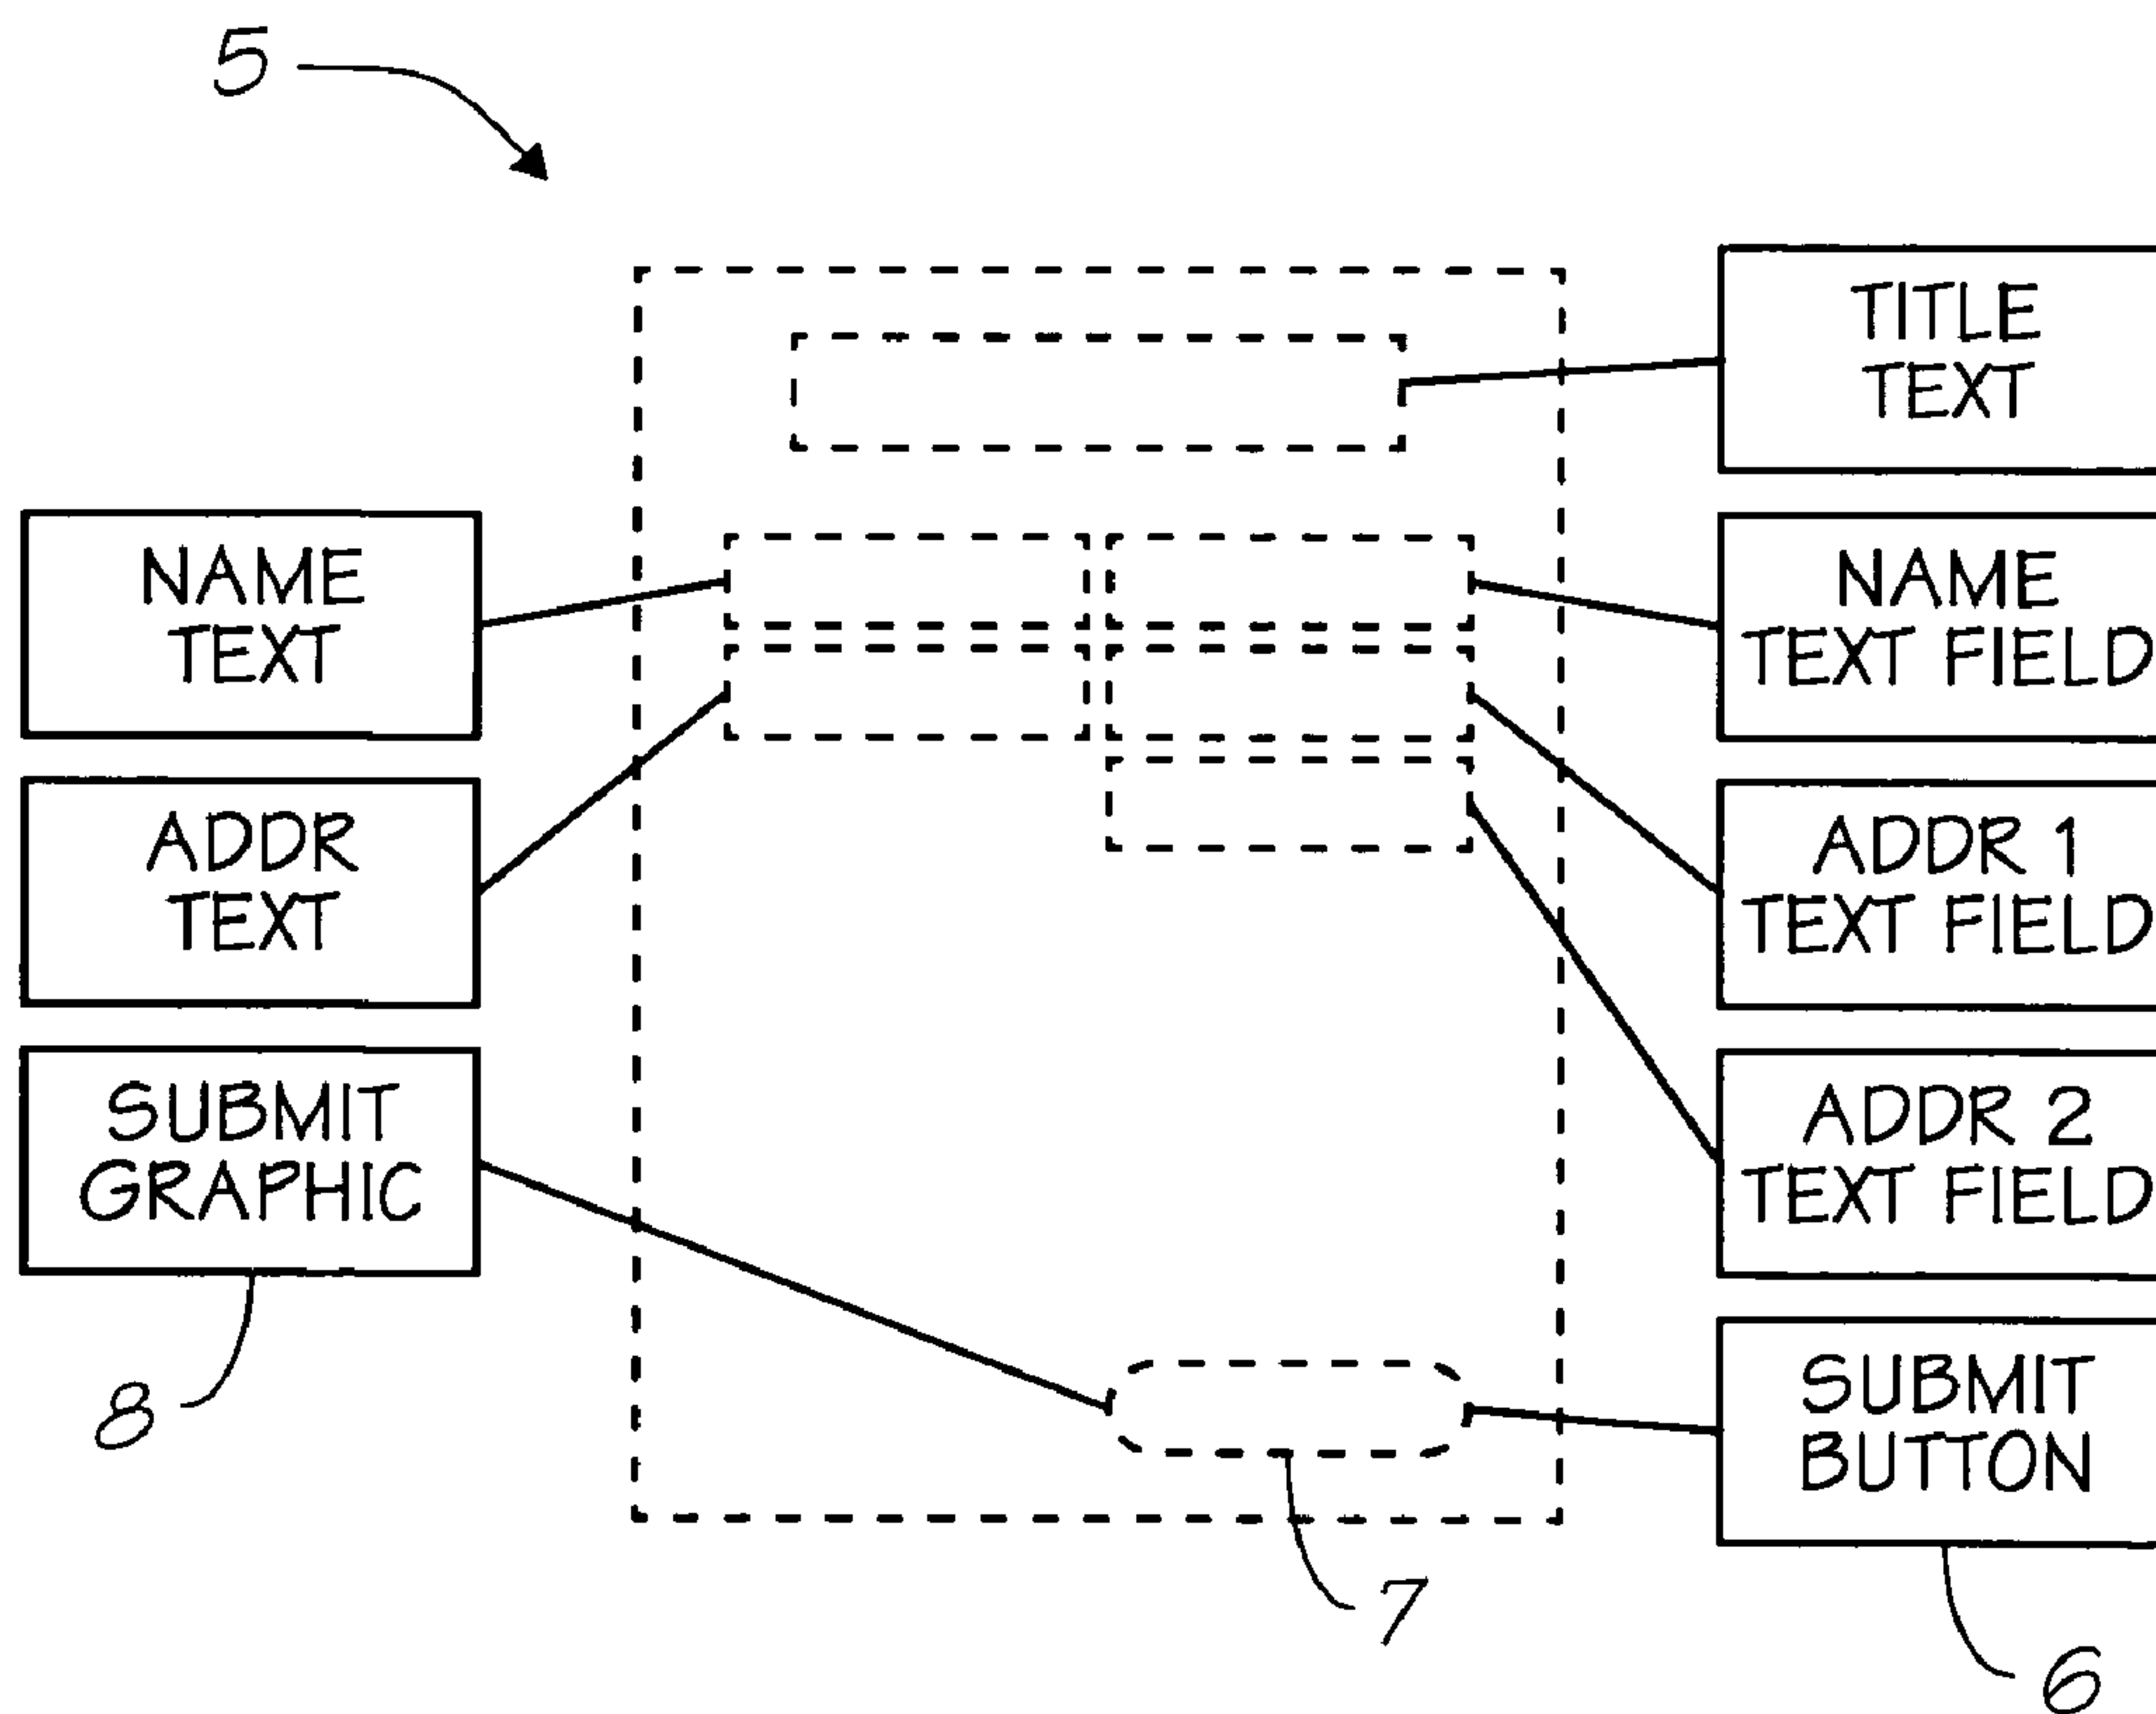 5
TITLE
TEXT
NAME
TEXT
NAME
TEXT FIELD
ADDR
TEXT
ADDR 1
TEXT FIELD
SUBMIT
GRAPHIC
ADDR 2
TEXT FIELD
SUBMIT
BUTTON
8
7
6